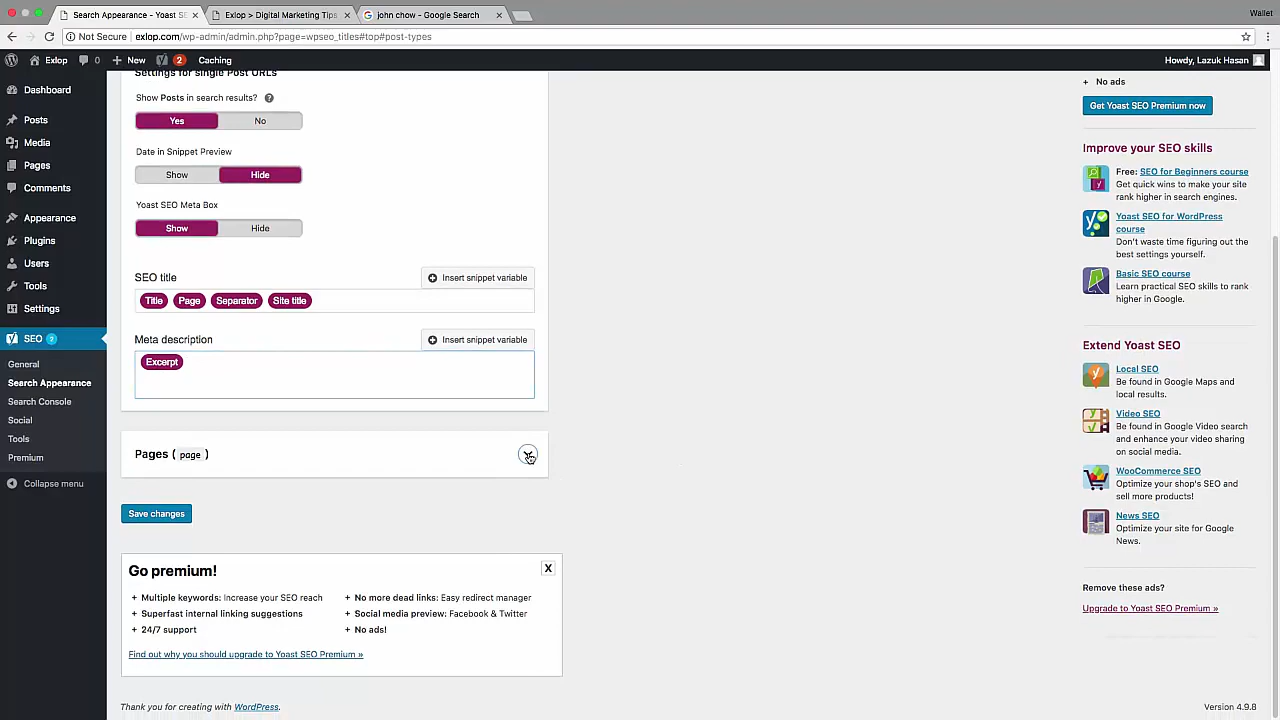 Search Appearance - Yoast SE
Exlop > Digital Marketing Tips
john chow - Google Search
Wallet
Not Secure exlop.com/wp-admin/admin.php?page=wpseo_titles#top#post-types
Exlop 0 New 2 Caching
Howdy, Lazuk Hasan
Dashboard
Posts
Media
Pages
Comments
Appearance
Plugins
Users
Tools
Settings
SEO 2
General
Search Appearance
Search Console
Social
Tools
Premium
Collapse menu
Settings for single Post URLs
Show Posts in search results? ?
Yes No
Date in Snippet Preview
Show Hide
Yoast SEO Meta Box
Show Hide
SEO title Insert snippet variable
Title Page Separator Site title
Meta description Insert snippet variable
Excerpt
Pages ( page )
Save changes
Go premium! X
+ Multiple keywords: Increase your SEO reach
+ No more dead links: Easy redirect manager
+ Superfast internal linking suggestions
+ Social media preview: Facebook & Twitter
+ 24/7 support
+ No ads!
Find out why you should upgrade to Yoast SEO Premium »
+ No ads
Get Yoast SEO Premium now
Improve your SEO skills
Free: SEO for Beginners course
Get quick wins to make your site
rank higher in search engines.
Yoast SEO for WordPress
course
Don't waste time figuring out the
best settings yourself.
Basic SEO course
Learn practical SEO skills to rank
higher in Google.
Extend Yoast SEO
Local SEO
Be found in Google Maps and
local results.
Video SEO
Be found in Google Video search
and enhance your video sharing
on social media.
WooCommerce SEO
Optimize your shop's SEO and
sell more products!
News SEO
Optimize your site for Google
News.
Remove these ads?
Upgrade to Yoast SEO Premium »
Thank you for creating with WordPress.
Version 4.9.8